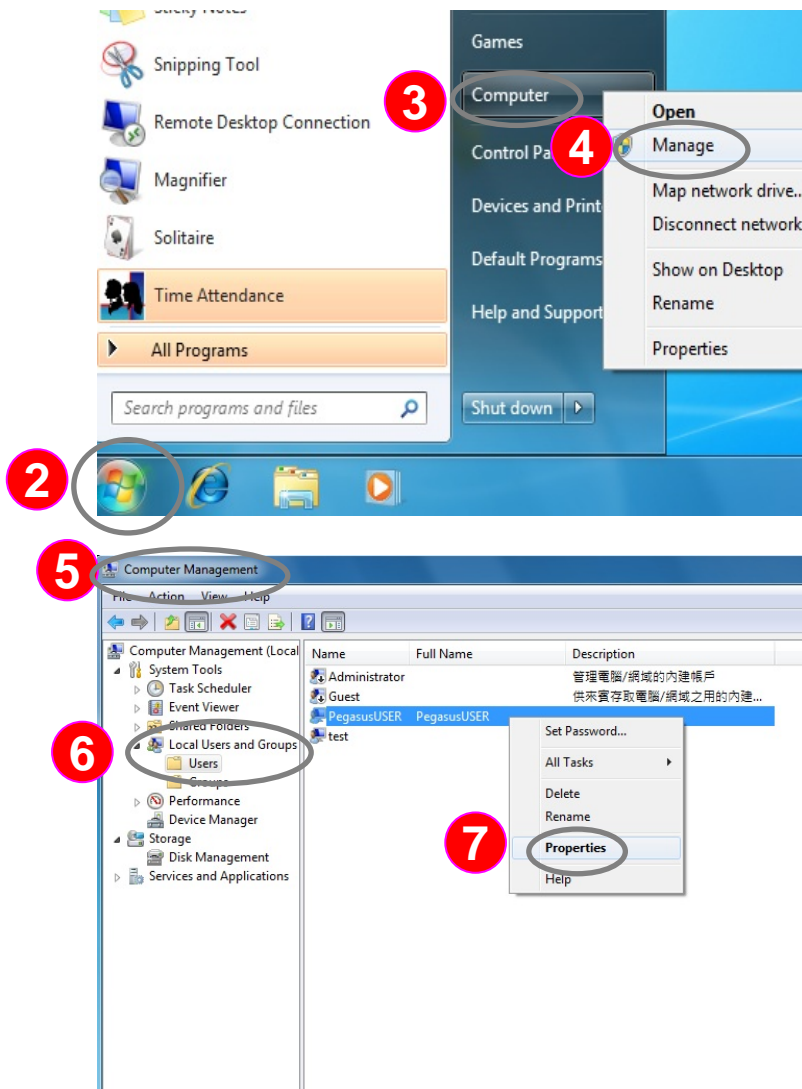 Sticky Notes
Snipping Tool
Remote Desktop Connection
Magnifier
Solitaire
Time Attendance
All Programs
Search programs and files
Games
3
Computer
Control Pa
Devices and Print
Default Programs
Help and Support
Shut down
4
Open
Manage
Map network drive..
Disconnect network
Show on Desktop
Rename
Properties
2
5
Computer Management
File Action View Help
Computer Management (Local
System Tools
Task Scheduler
Event Viewer
Shared Folders
6
Local Users and Groups
Users
Groups
Performance
Device Manager
Storage
Disk Management
Services and Applications
Name Full Name Description
Administrator 管理電腦/網域的內建帳戶
Guest 供來賓存取電腦/網域之用的內建...
PegasusUSER PegasusUSER
test
Set Password...
All Tasks
Delete
Rename
7
Properties
Help